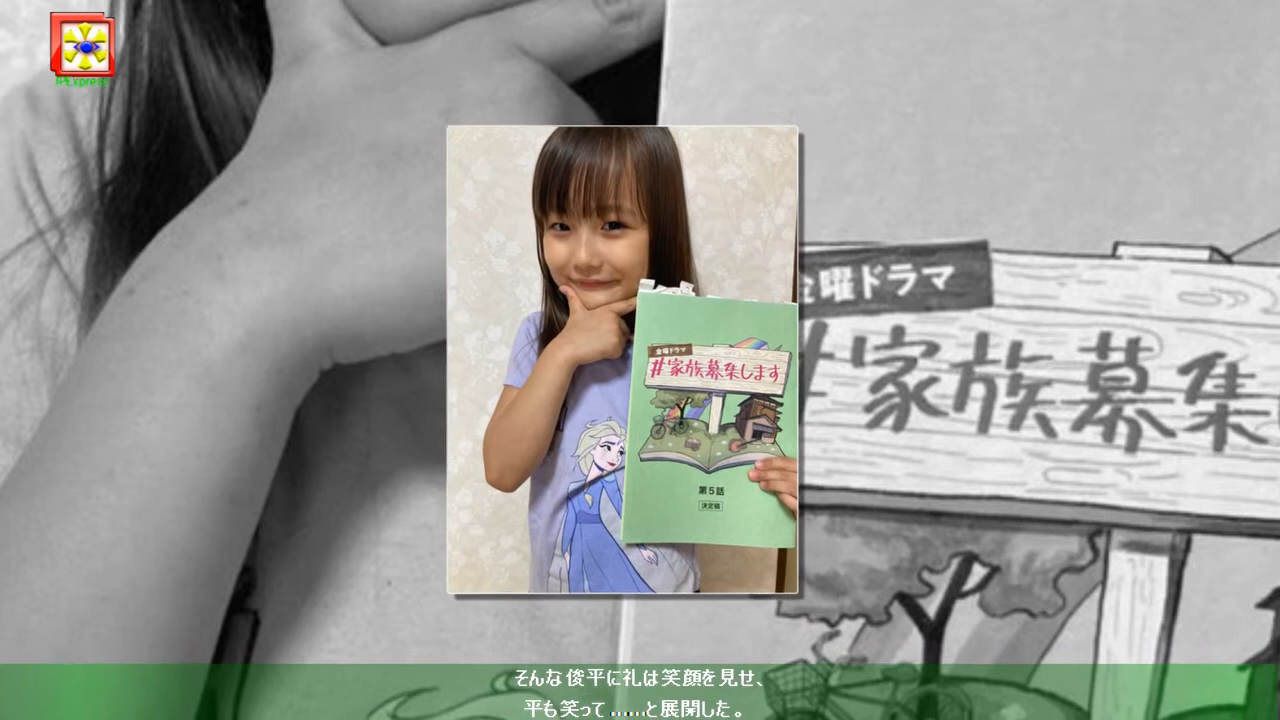 JPExpress
金曜ドラマ
#家族募集します
第5話
決定稿
金曜ドラマ
#家族募集
そんな俊平に礼は笑顔を見せ、
平も笑って……と展開した。